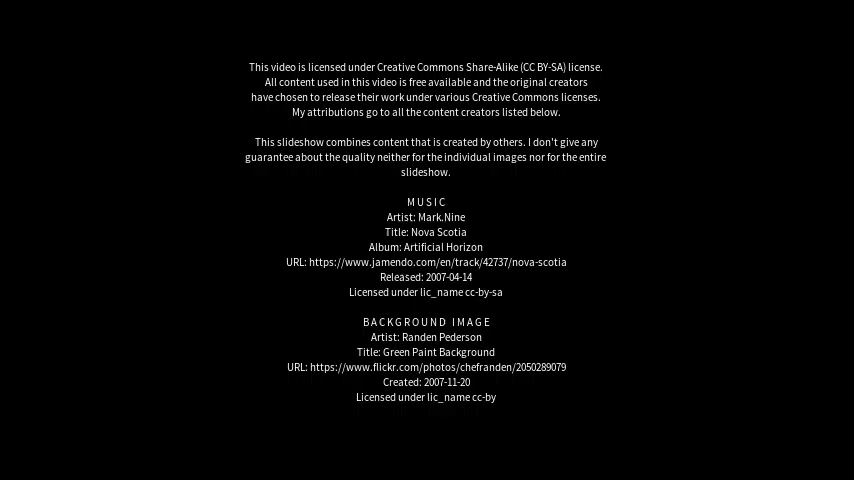 This video is licensed under Creative Commons Share-Alike (CC BY-SA) license.
All content used in this video is free available and the original creators
have chosen to release their work under various Creative Commons licenses.
My attributions go to all the content creators listed below.
This slideshow combines content that is created by others. I don't give any
guarantee about the quality neither for the individual images nor for the entire
slideshow.
MUSIC
Artist: Mark.Nine
Title: Nova Scotia
Album: Artificial Horizon
URL: https://www.jamendo.com/en/track/42737/nova-scotia
Released: 2007-04-14
Licensed under lic_name cc-by-sa
BACKGROUND IMAGE
Artist: Randen Pederson
Title: Green Paint Background
URL: https://www.flickr.com/photos/chefranden/2050289079
Created: 2007-11-20
Licensed under lic_name cc-by